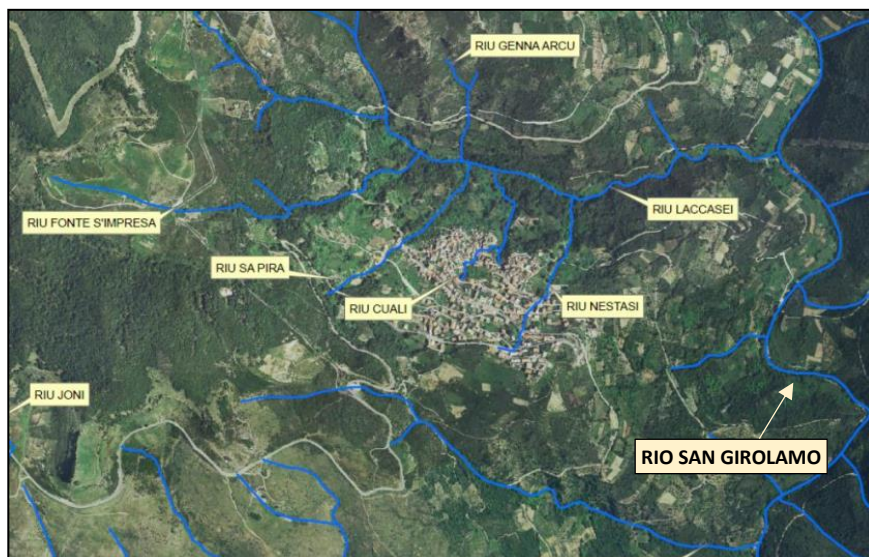 RIU GENNA ARCU
RIU LACCASEI
RIU FONTE S'IMPRESA
RIU SA PIRA
RIU CUALI
RIU NESTASI
RIU JONI
RIO SAN GIROLAMO